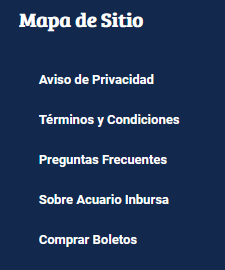 Mapa de Sitio
Aviso de Privacidad
Términos y Condiciones
Preguntas Frecuentes
Sobre Acuario Inbursa
Comprar Boletos